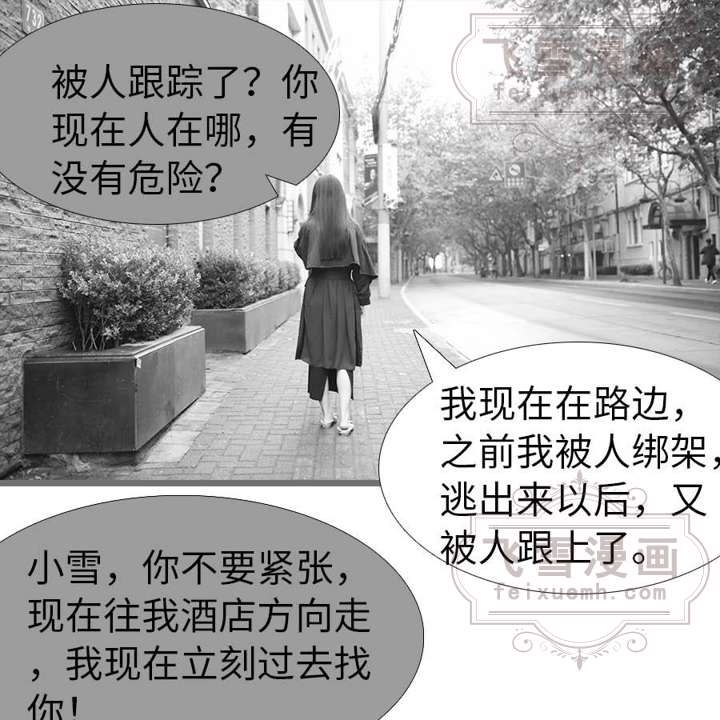 732
飞雪漫画
feixuemh.com
被人跟踪了？你
现在人在哪，有
没有危险？
我现在在路边，
之前我被人绑架，
逃出来以后，又
被人跟上了。
飞雪漫画
feixuemh.com
小雪，你不要紧张，
现在往我酒店方向走
，我现在立刻过去找
你！